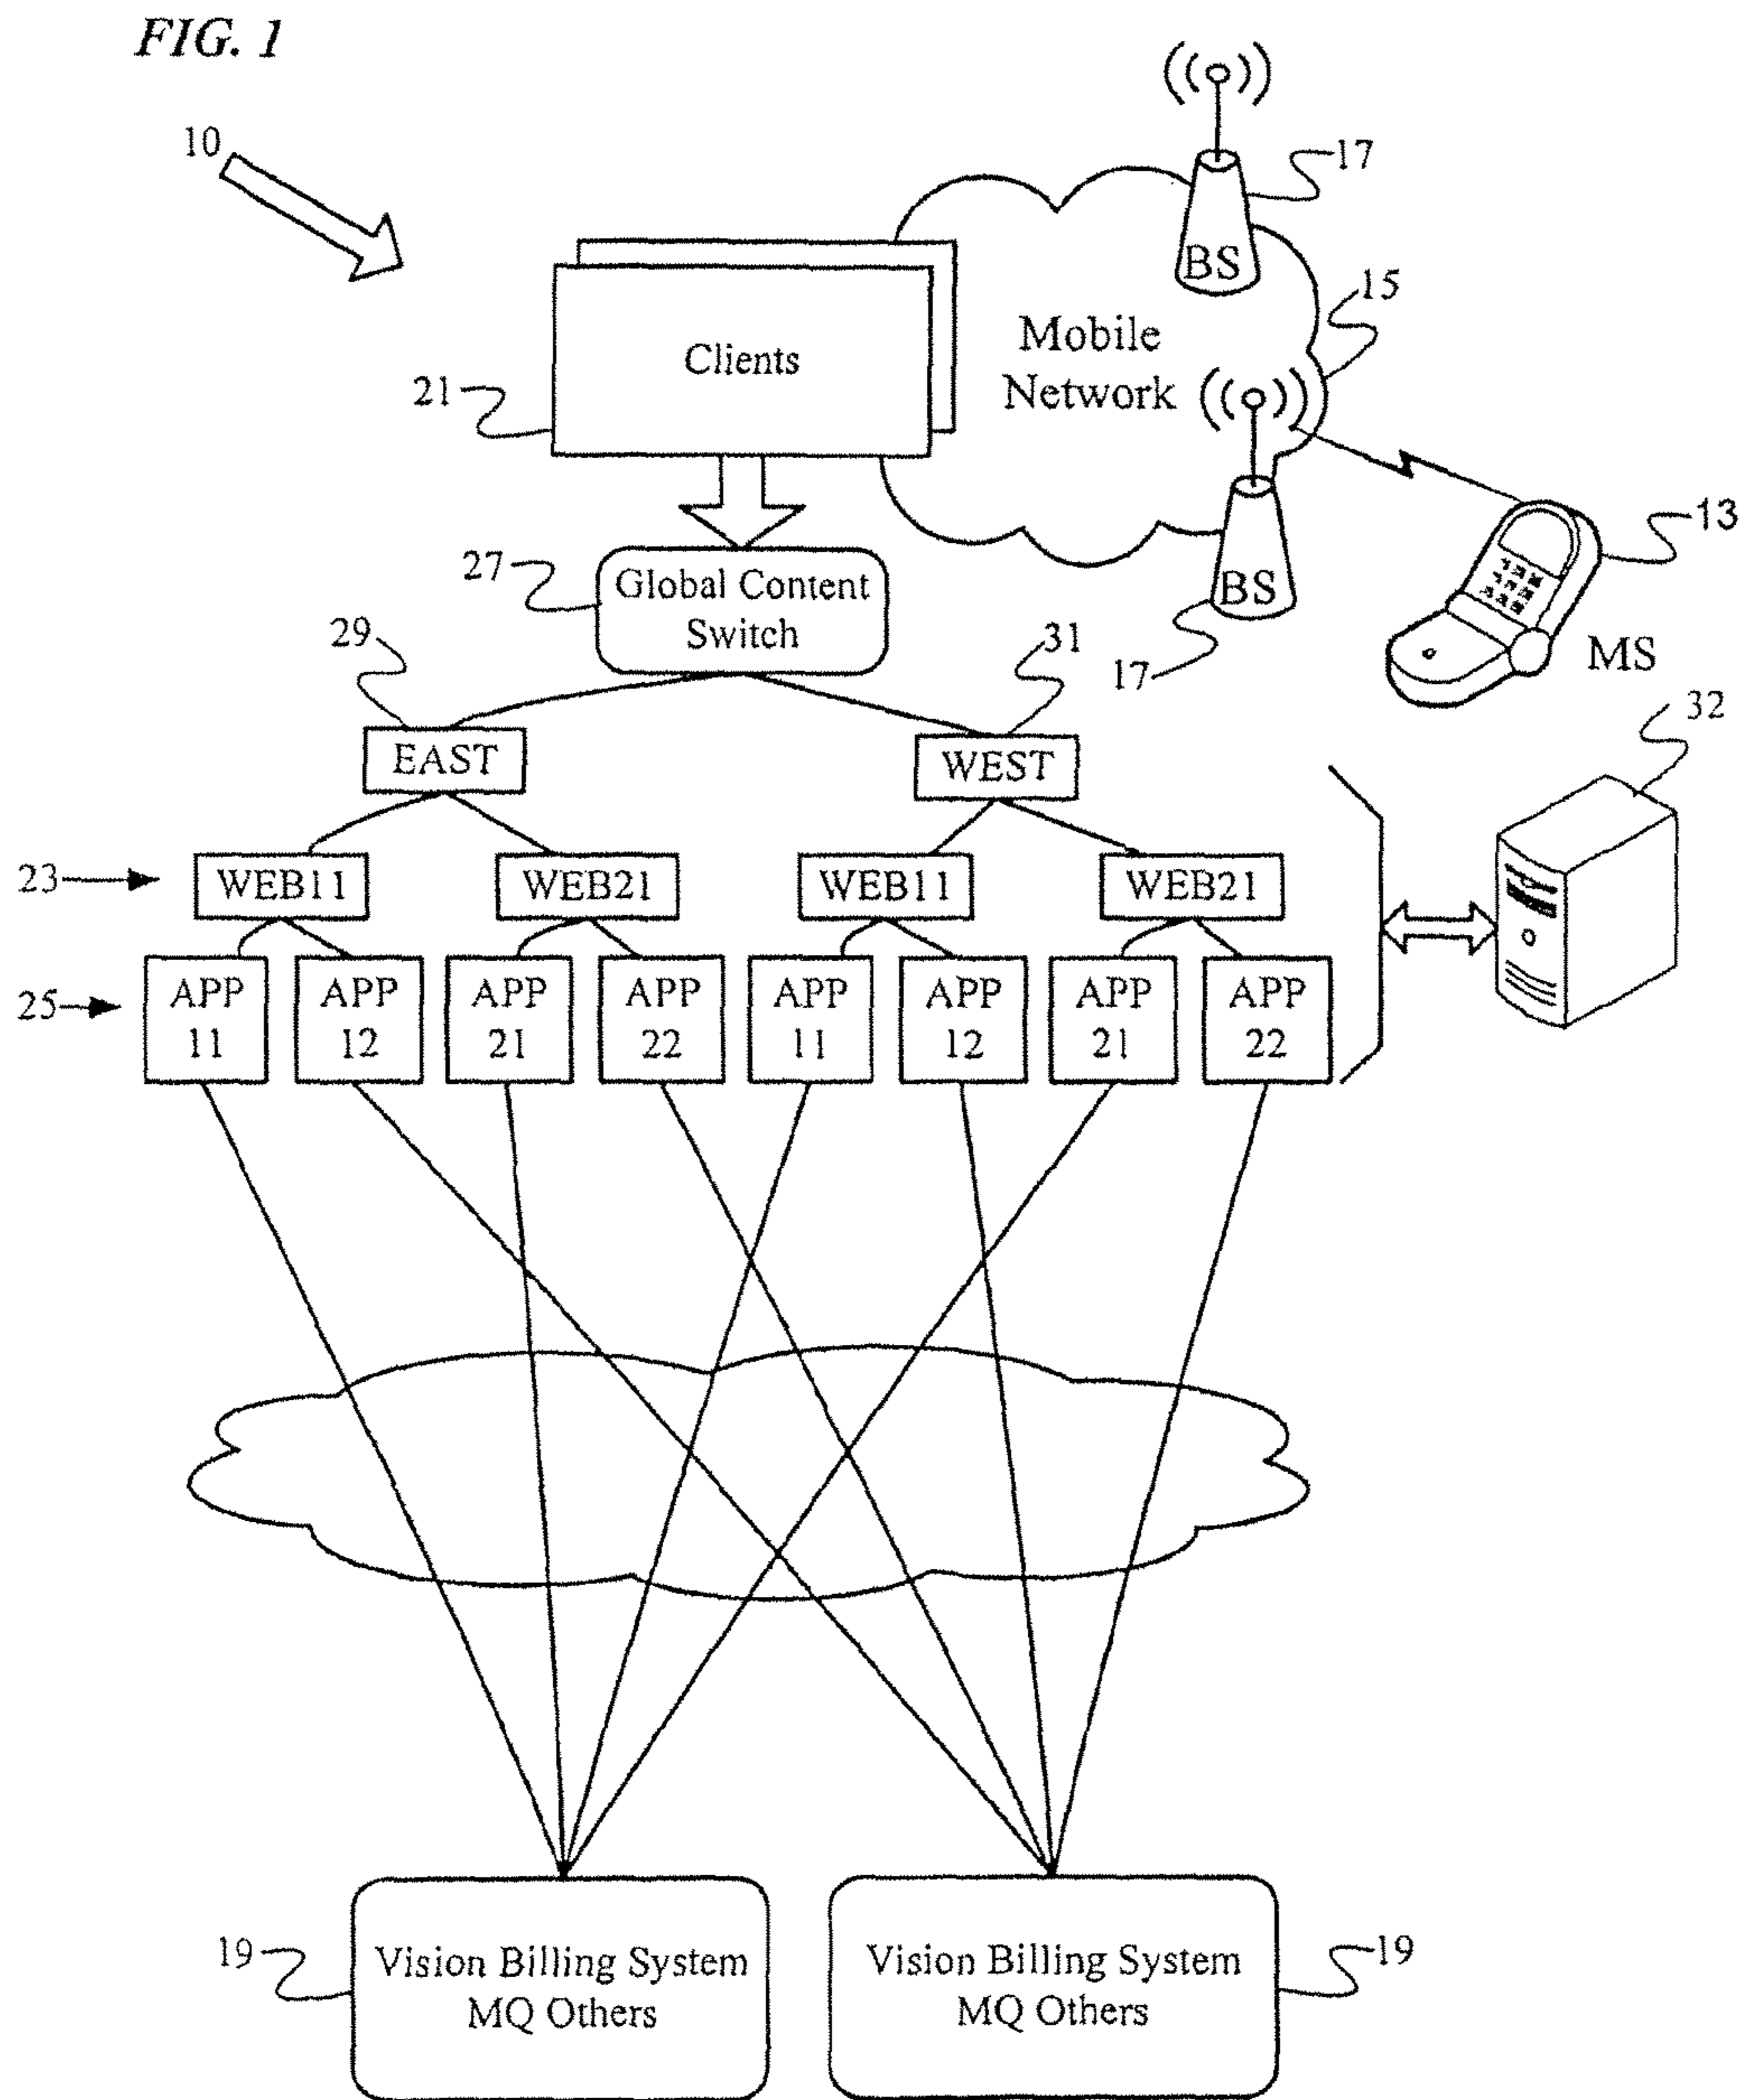 FIG. 1
10
17
BS
15
Mobile
Network
Clients
21
13
27
Global Content
Switch
BS
29
31
17
MS
32
EAST
WEST
23
WEB11
WEB21
WEB11
WEB21
25
APP
11
APP
12
APP
21
APP
22
APP
11
APP
12
APP
21
APP
22
19
Vision Billing System
MQ Others
Vision Billing System
MQ Others
19